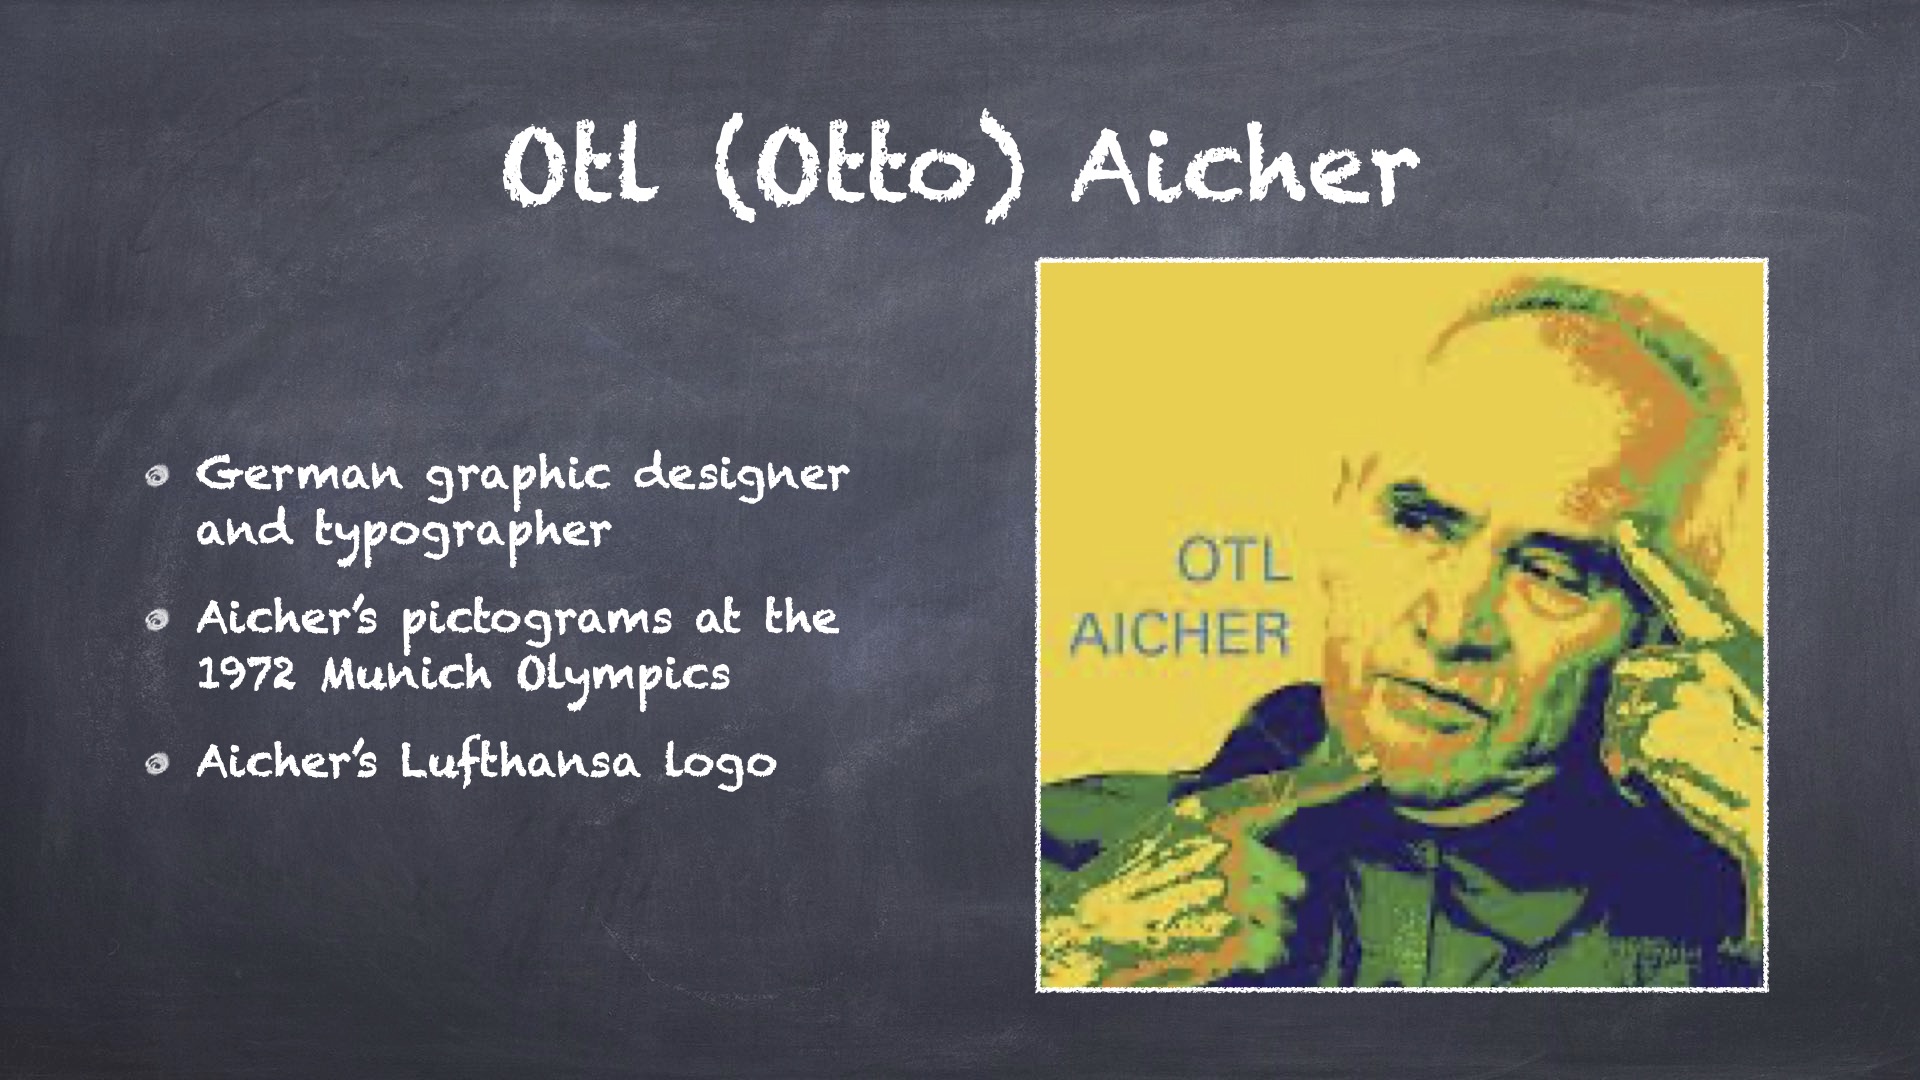 Otl (Otto) Aicher
German graphic designer
and typographer
Aicher's pictograms at the
1972 Munich Olympics
Aicher's Lufthansa logo
OTL
AICHER